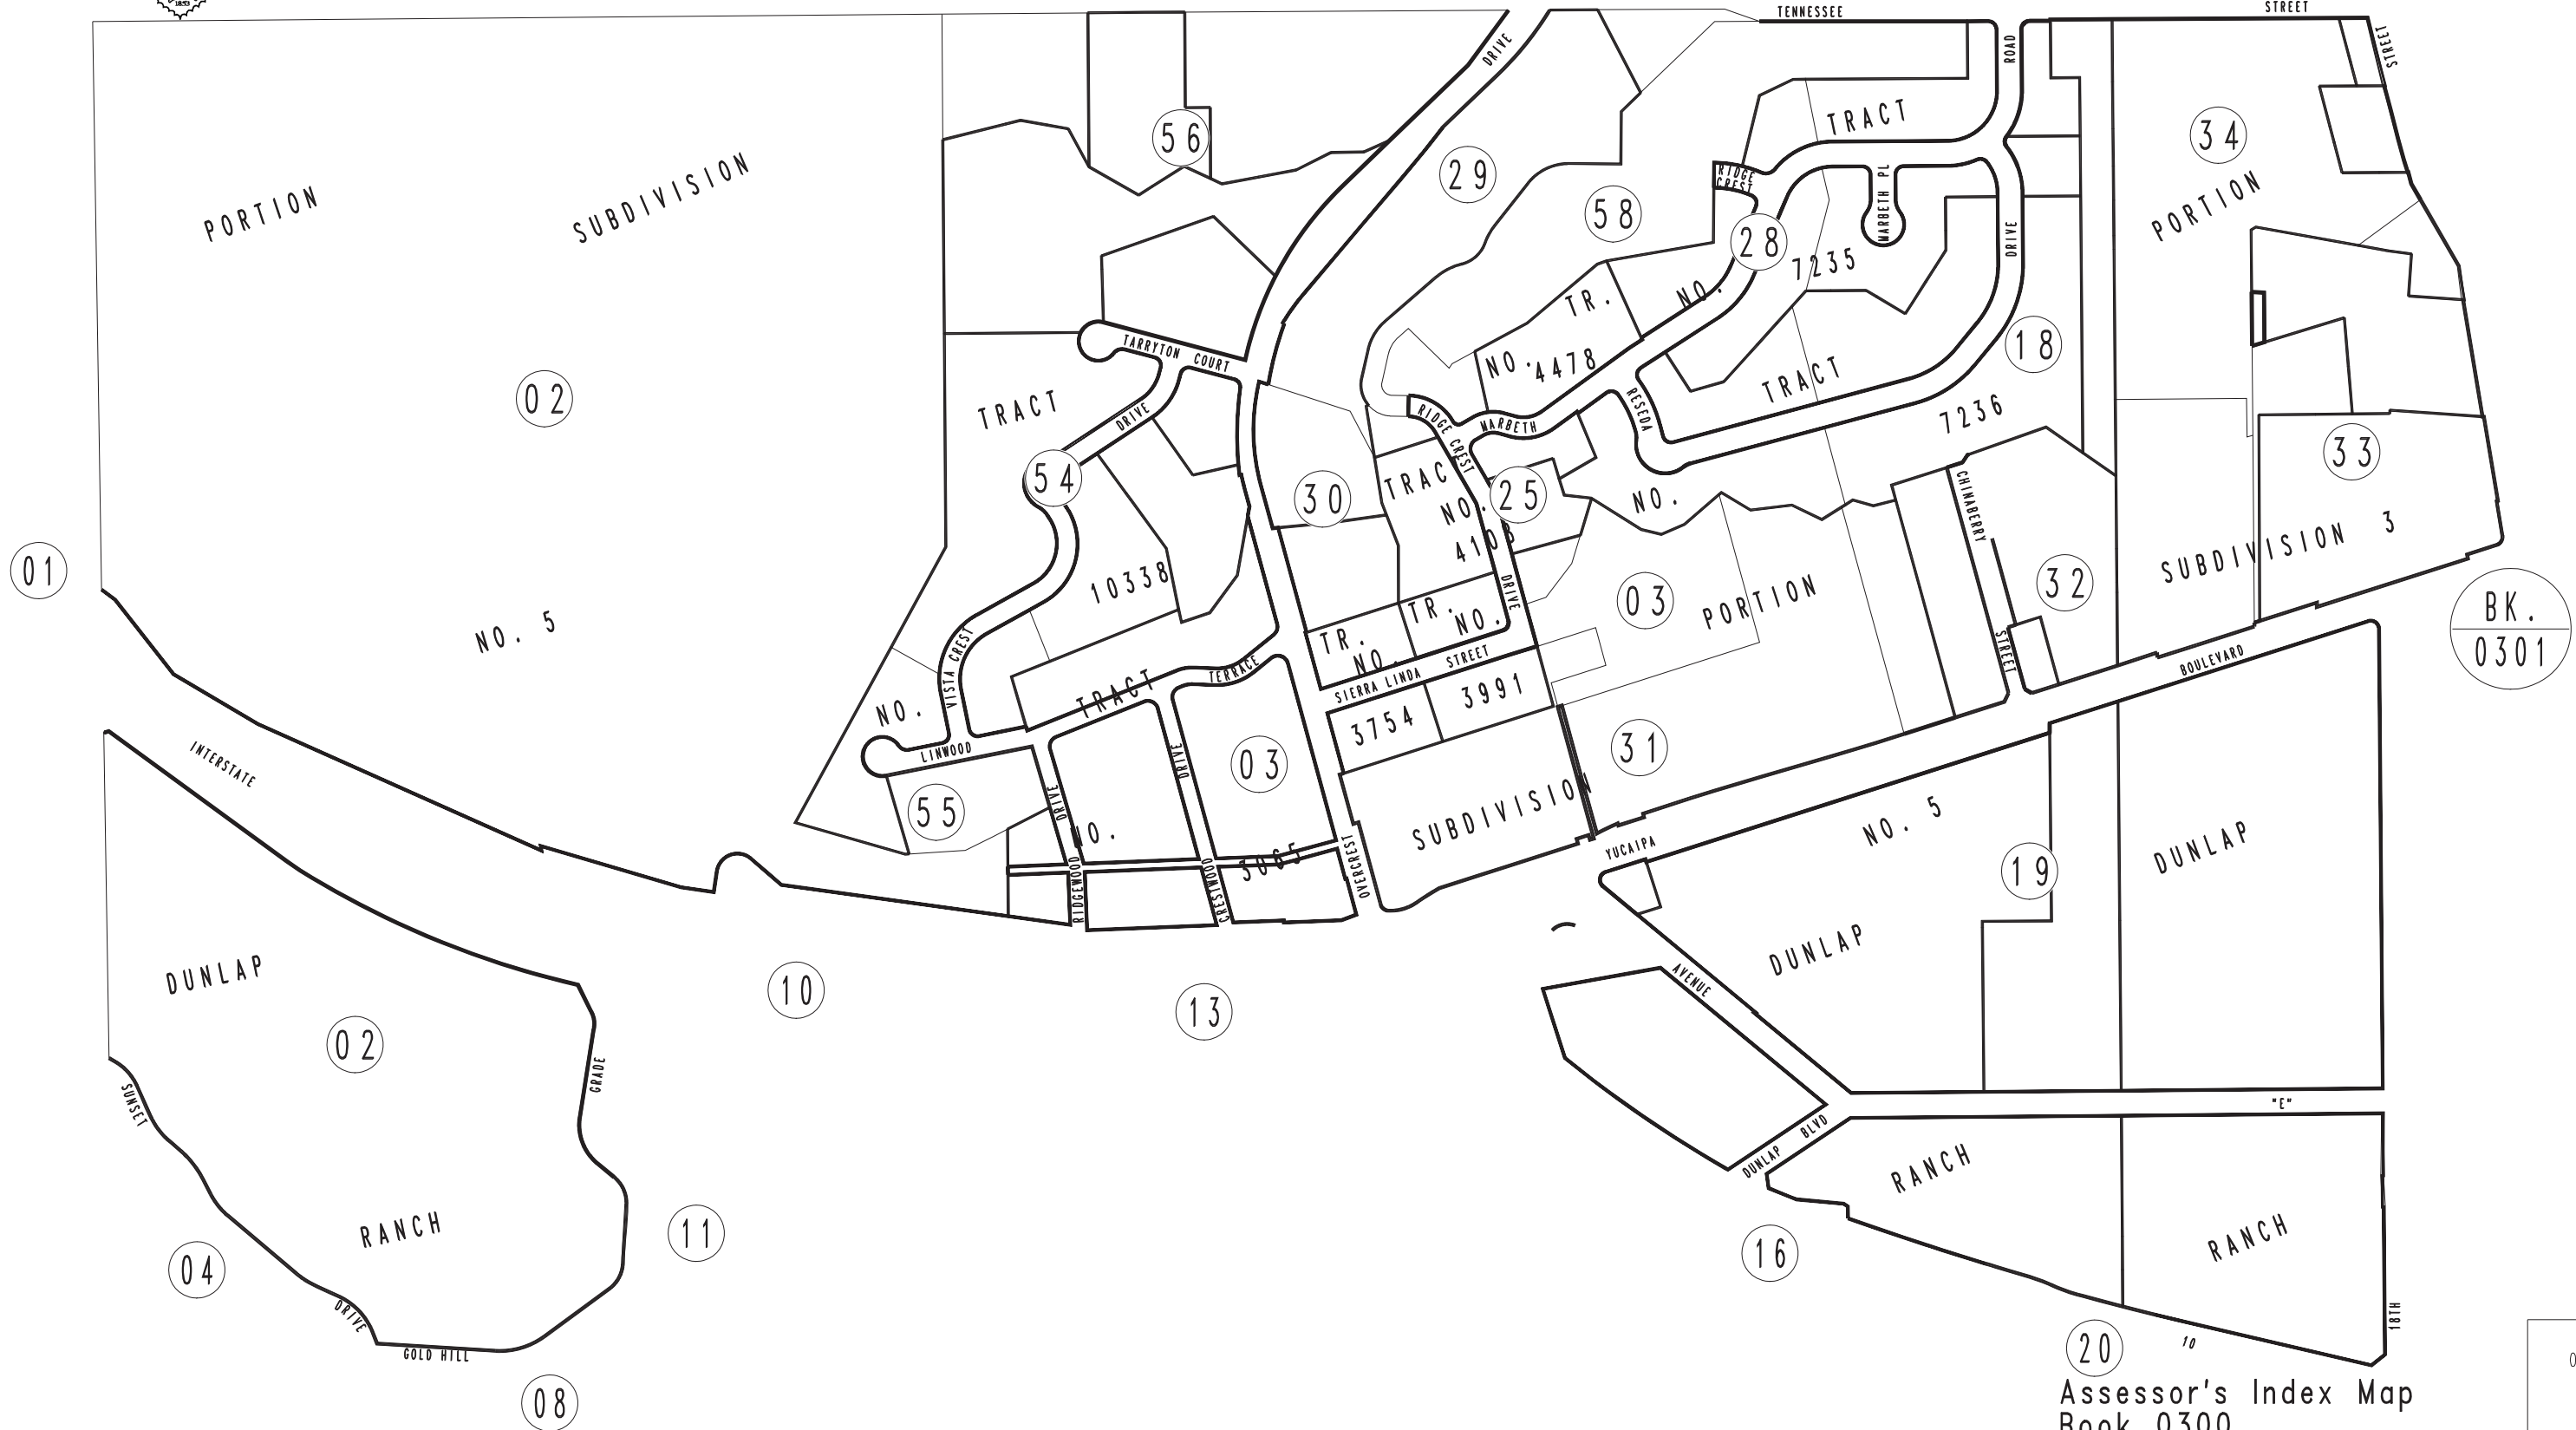 1853
TENNESSEE
STREET
STREET
DRIVE
ROAD
56
TRACT
34
29
PORTION
SUBDIVISION
RIDGE
CREST
MARBETH PL
58
28
PORTION
7235
DRIVE
TR.
NO.
TARRYTON COURT
18
NO.
4478
02
TRACT
DRIVE
RESEDA
TRACT
7236
RIDGE CREST
MARBETH
33
54
30
TRAC
NO.
25
NO.
CHINABERRY
3
4108
01
10338
DRIVE
03
PORTION
32
SUBDIVISION
BK.
0301
NO. 5
TR.
NO.
TR.
NO.
VISTA CREST
TERRACE
SIERRA LINDA STREET
STREET
BOULEVARD
NO.
TRACT
3754
3991
INTERSTATE
LINWOOD
DRIVE
03
31
55
DRIVE
SUBDIVISION
NO. 5
YUCAIPA
DUNLAP
3065
RIDGEWOOD
CRESTWOOD
OVERCREST
19
DUNLAP
DUNLAP
10
13
AVENUE
02
GRADE
SUNSET
"E"
DUNLAP BLVD
RANCH
RANCH
11
16
RANCH
04
DRIVE
GOLD HILL
18TH
20
10
08
Assessor's Index Map
Book 0300